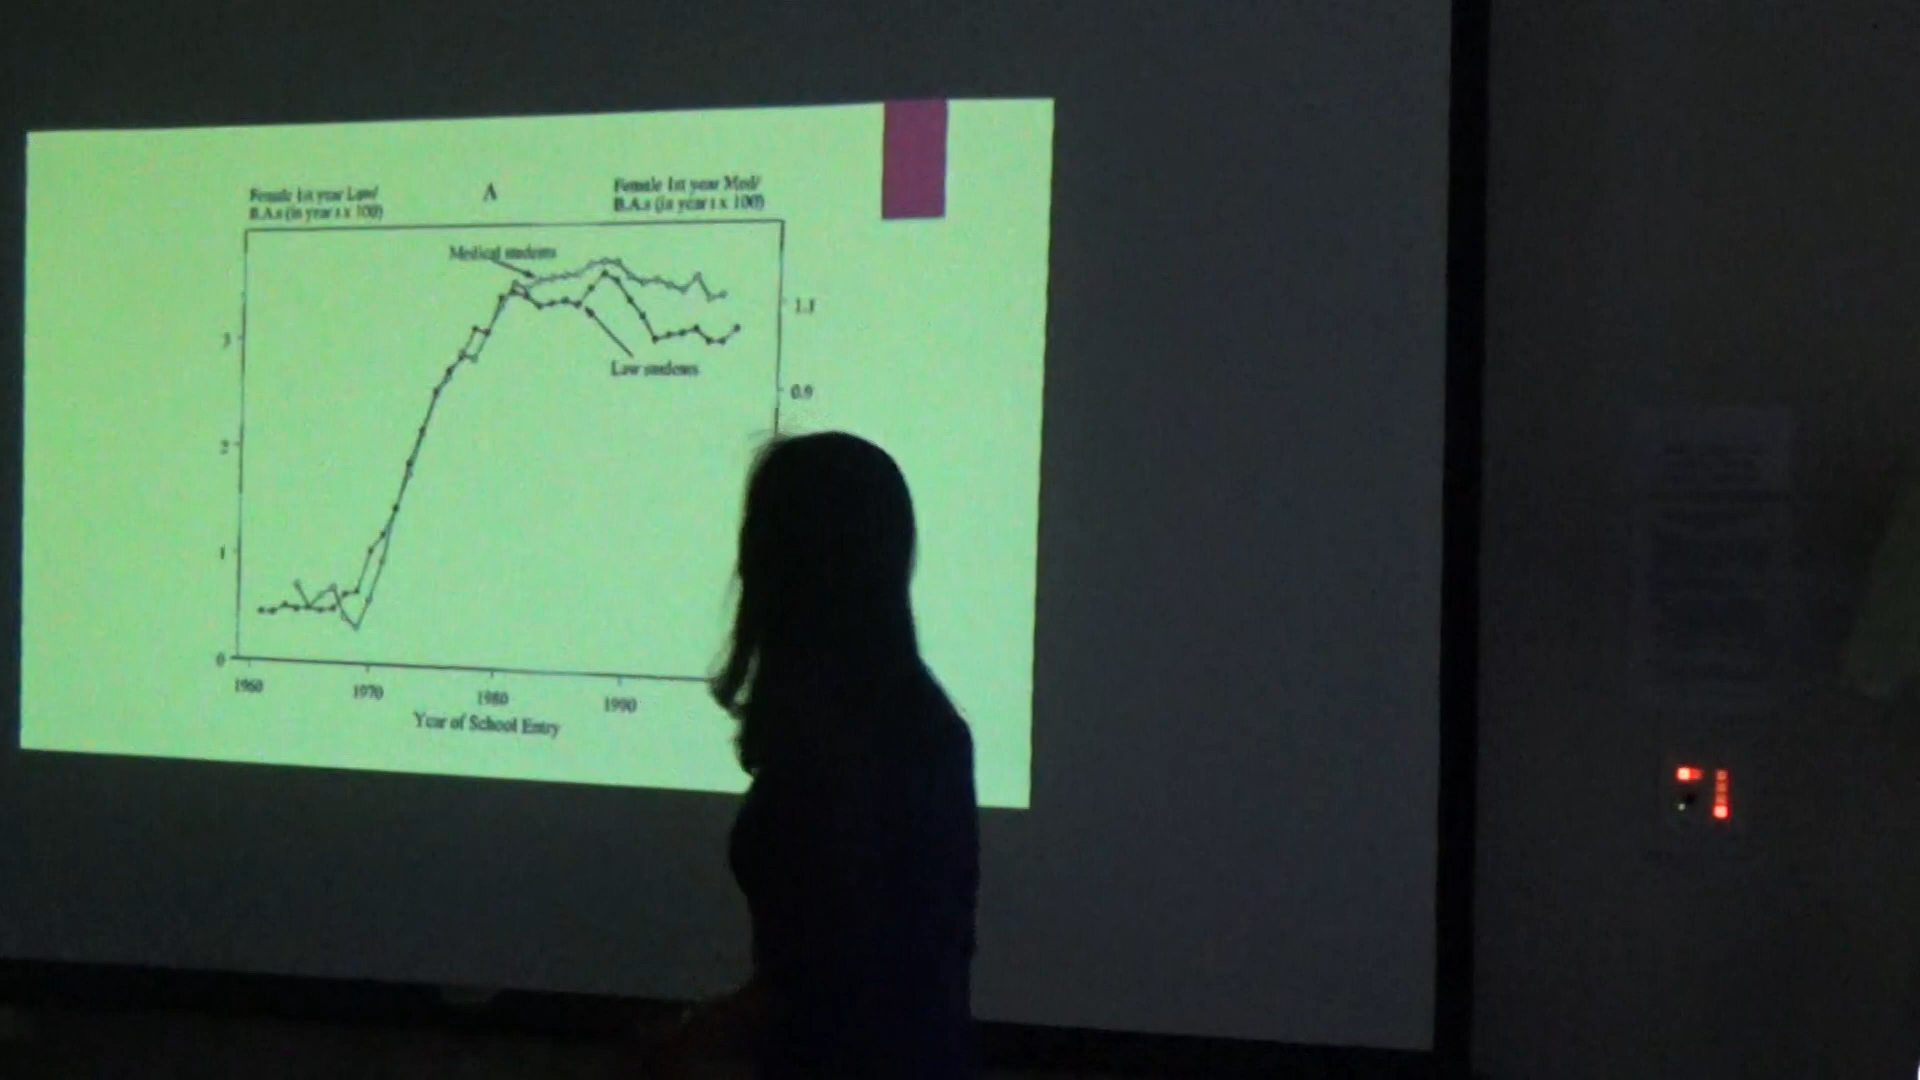 Female 1st year Law/
B.A.s (in year t x 100)
A
Female 1st year Med/
B.A.s (in year t x 100)
Medical students
Law students
3
2
1
0
1.1
0.9
1960
1970
1980
1990
Year of School Entry